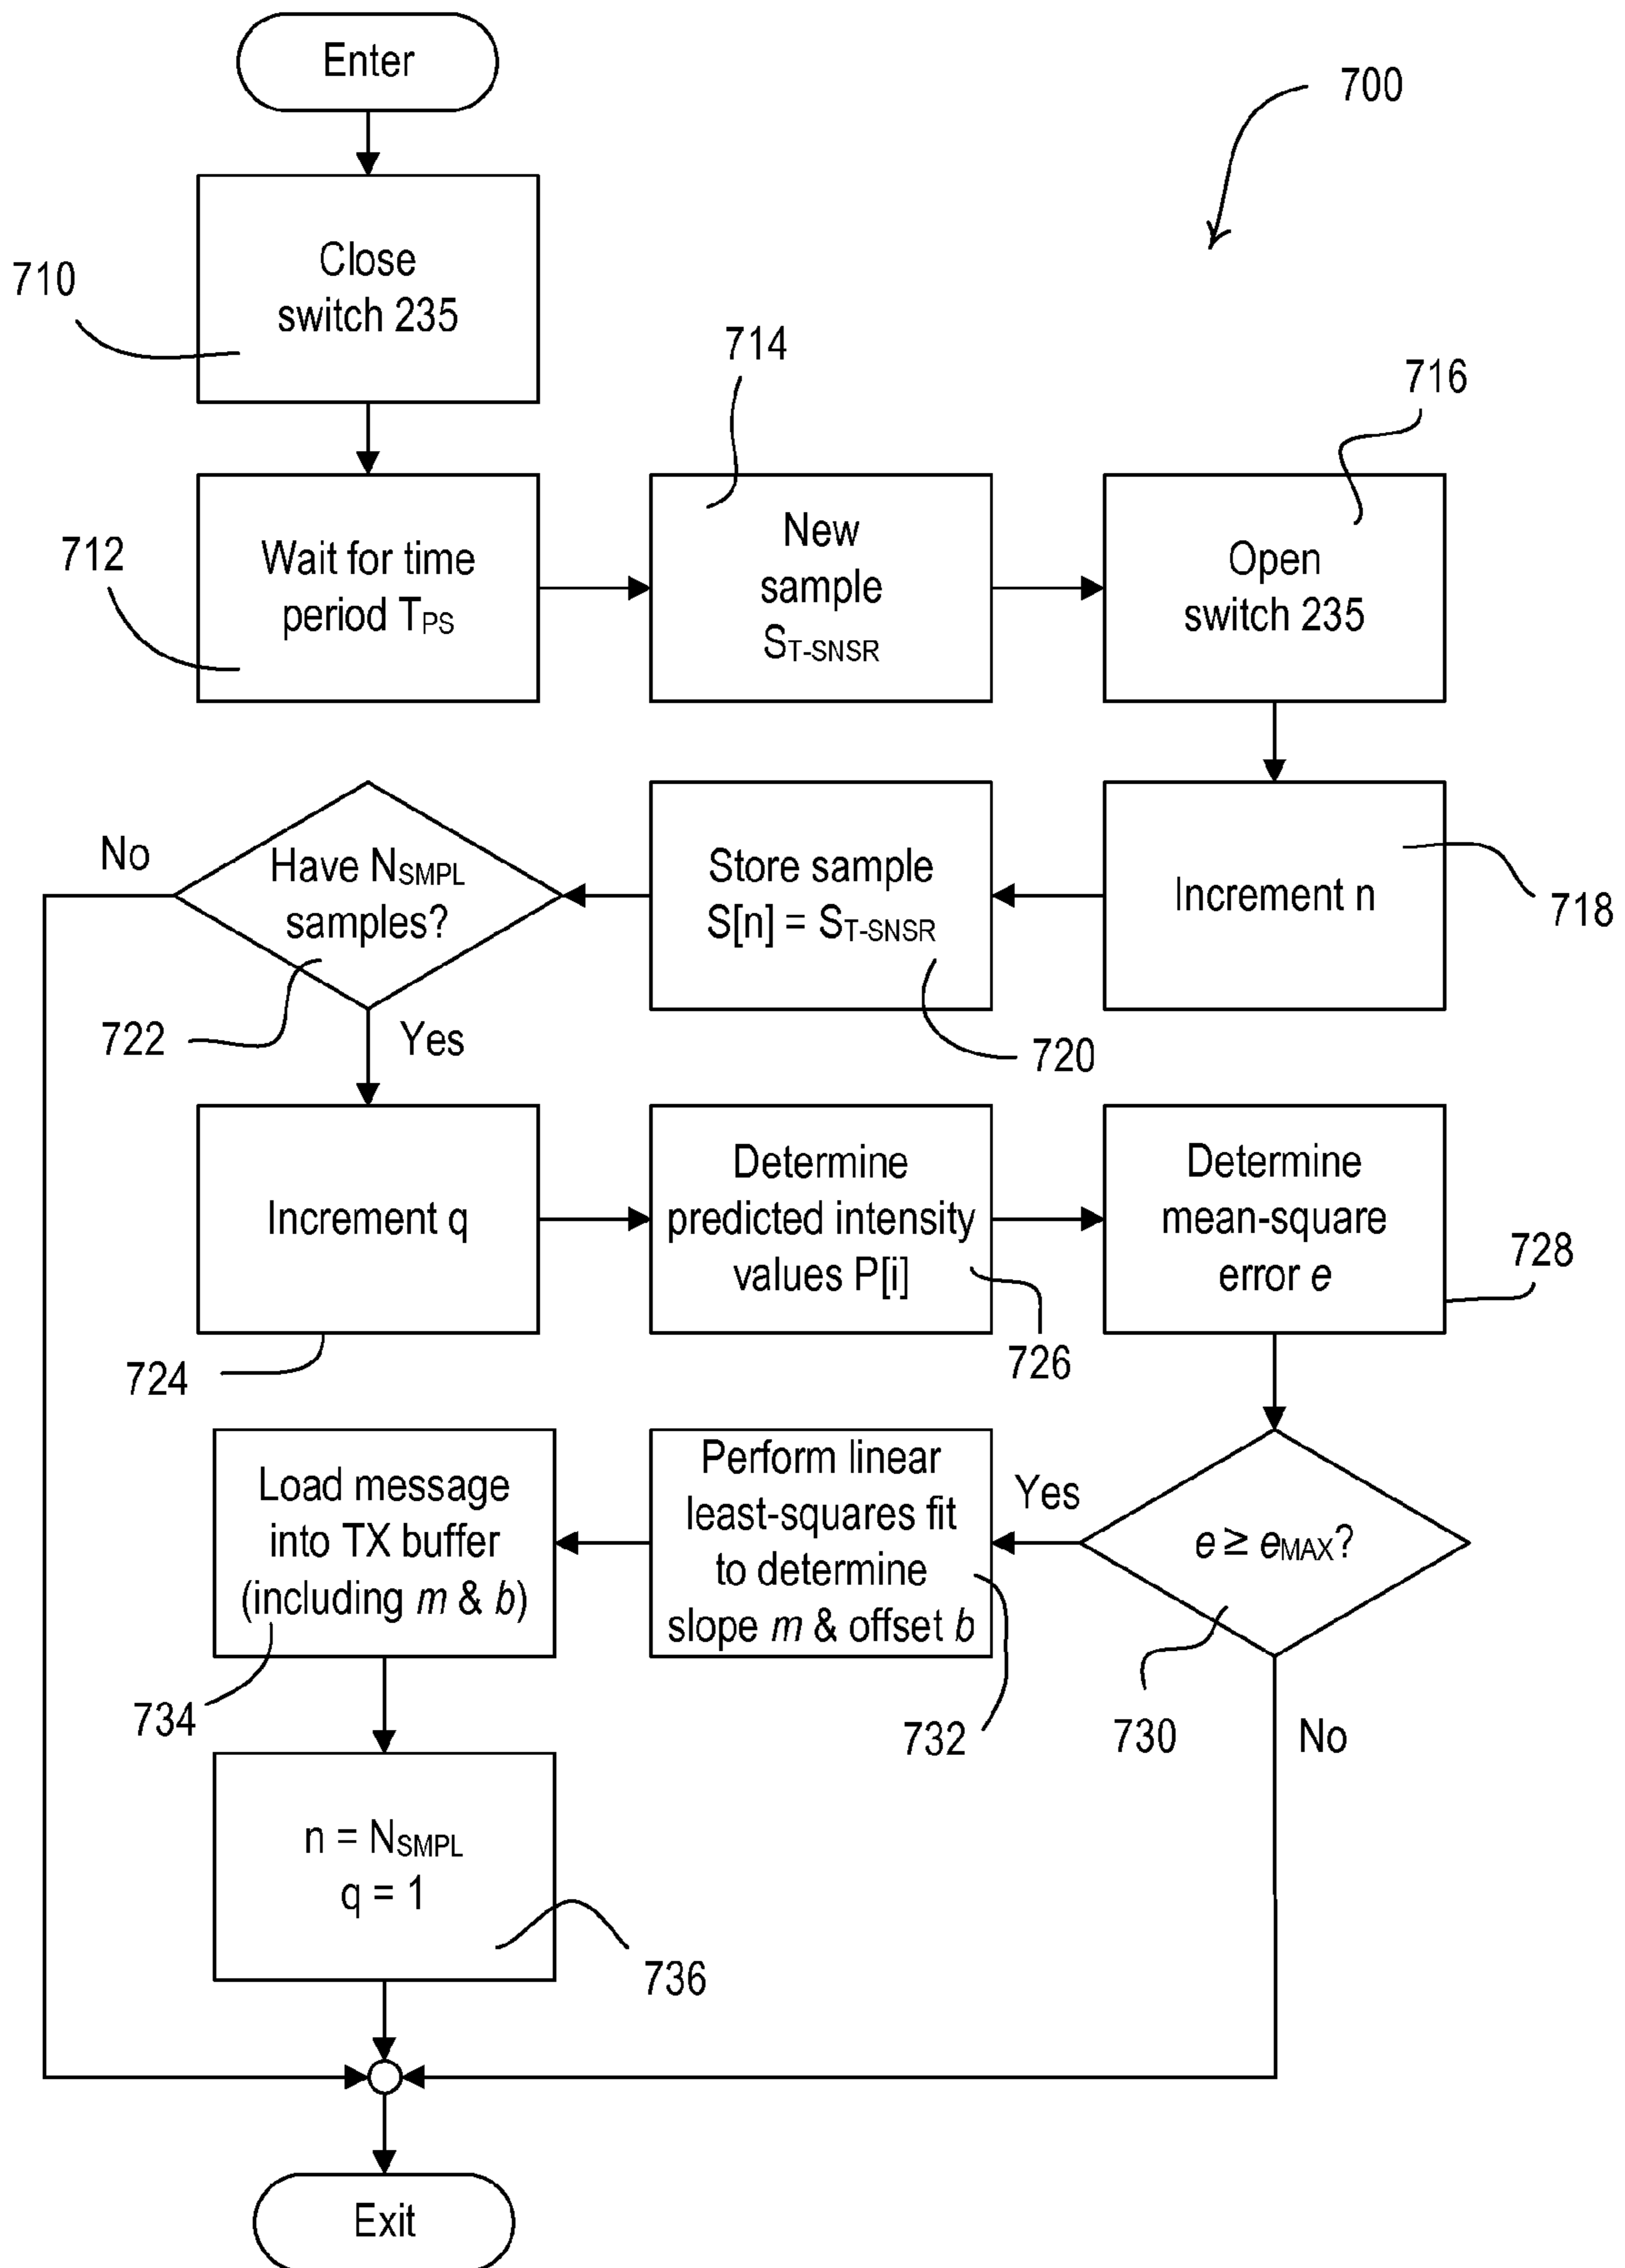 Enter
700
Close
switch 235
710
714
716
Wait for time
period TPS
712
New
sample
ST-SNSR
Open
switch 235
No
Have NSMPL
samples?
722
Yes
Store sample
S[n] = ST-SNSR
720
Increment n
718
Increment q
724
Determine
predicted intensity
values P[i]
726
Determine
mean-square
error e
728
Load message
into TX buffer
(including m & b)
734
Perform linear
least-squares fit
to determine
slope m & offset b
732
Yes
e ≥ eMAX?
730
No
n = NSMPL
q = 1
736
Exit